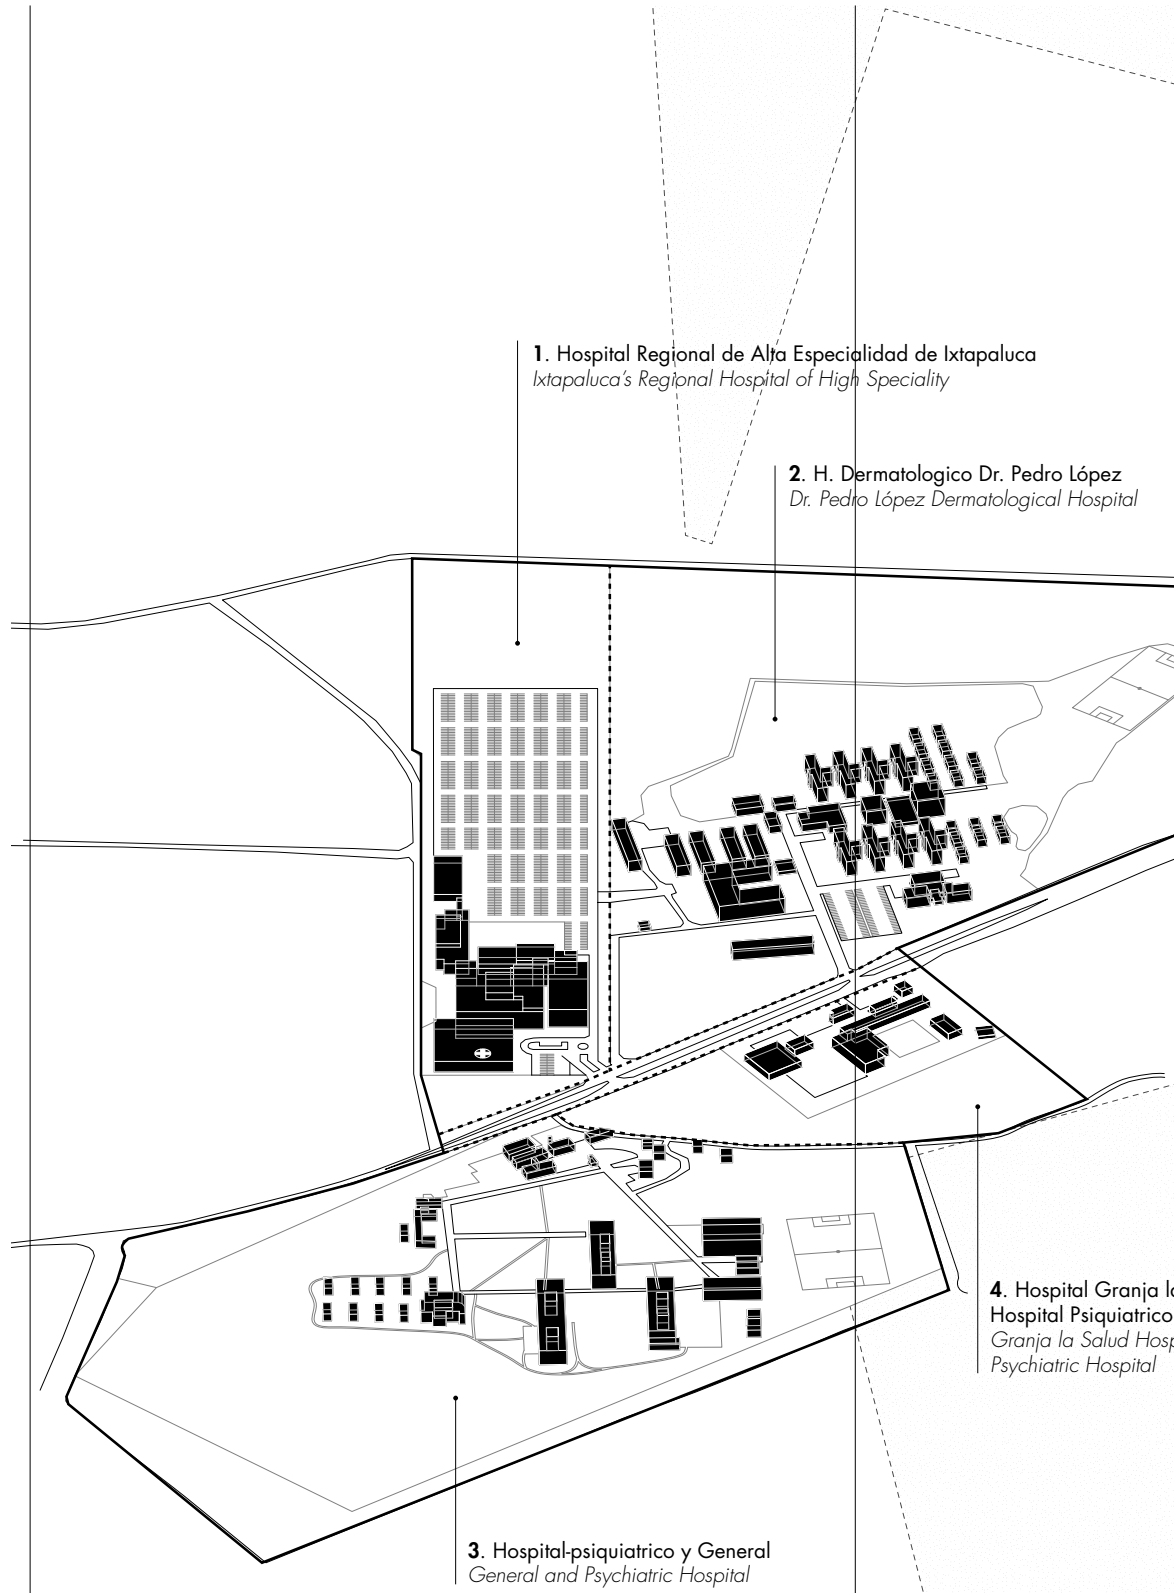 1. Hospital Regional de Alta Especialidad de Ixtapaluca
Ixtapaluca's Regional Hospital of High Speciality
2. H. Dermatologico Dr. Pedro López
Dr. Pedro López Dermatological Hospital
4. Hospital Granja
Hospital Psiquiatrico
Granja la Salud
Psychiatric Hospital
3. Hospital-psiquiatrico y General
General and Psychiatric Hospital